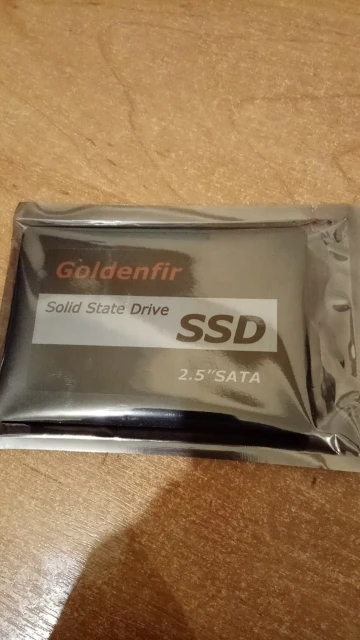 Goldenfir
Solid State Drive
SSD
2.5"SATA